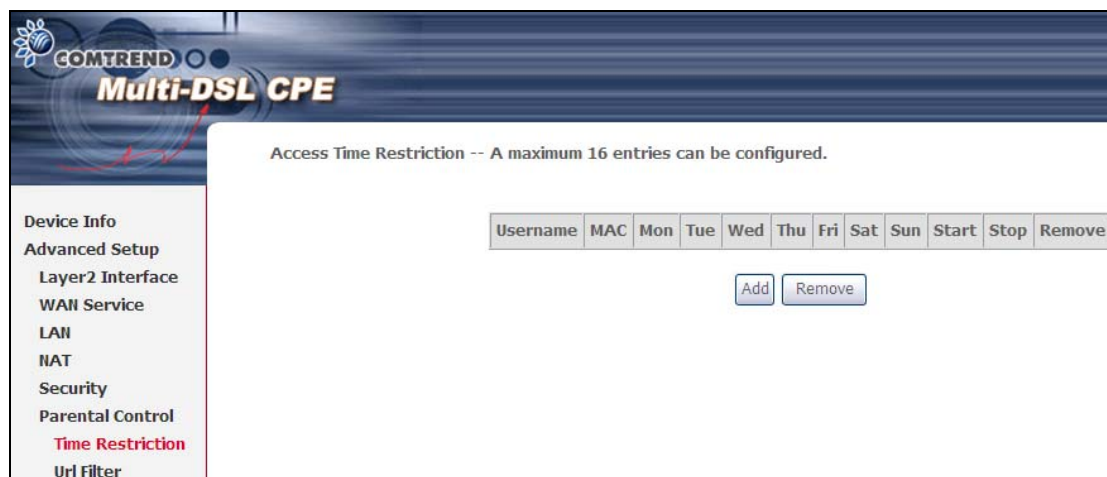 COMTREND
Multi-DSL CPE
Access Time Restriction -- A maximum 16 entries can be configured.
Username MAC Mon Tue Wed Thu Fri Sat Sun Start Stop Remove
Add Remove
Device Info
Advanced Setup
Layer2 Interface
WAN Service
LAN
NAT
Security
Parental Control
Time Restriction
Url Filter